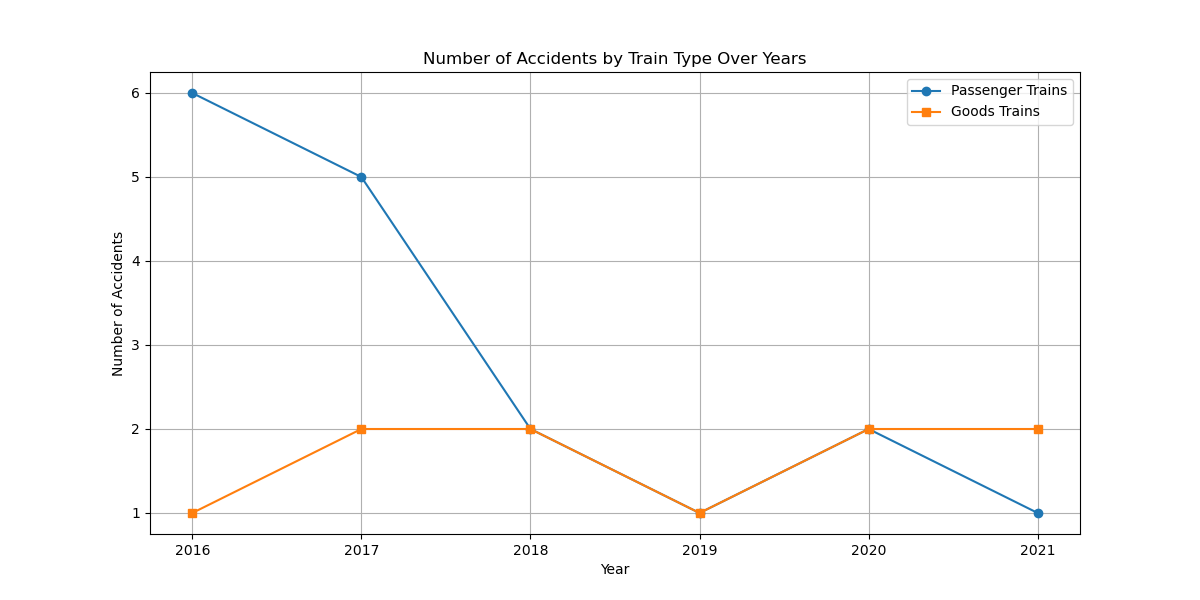 Number of Accidents by Train Type Over Years
Passenger Trains
Goods Trains
Number of Accidents
6
5
4
3
2
1
2016 2017 2018 2019 2020 2021
Year